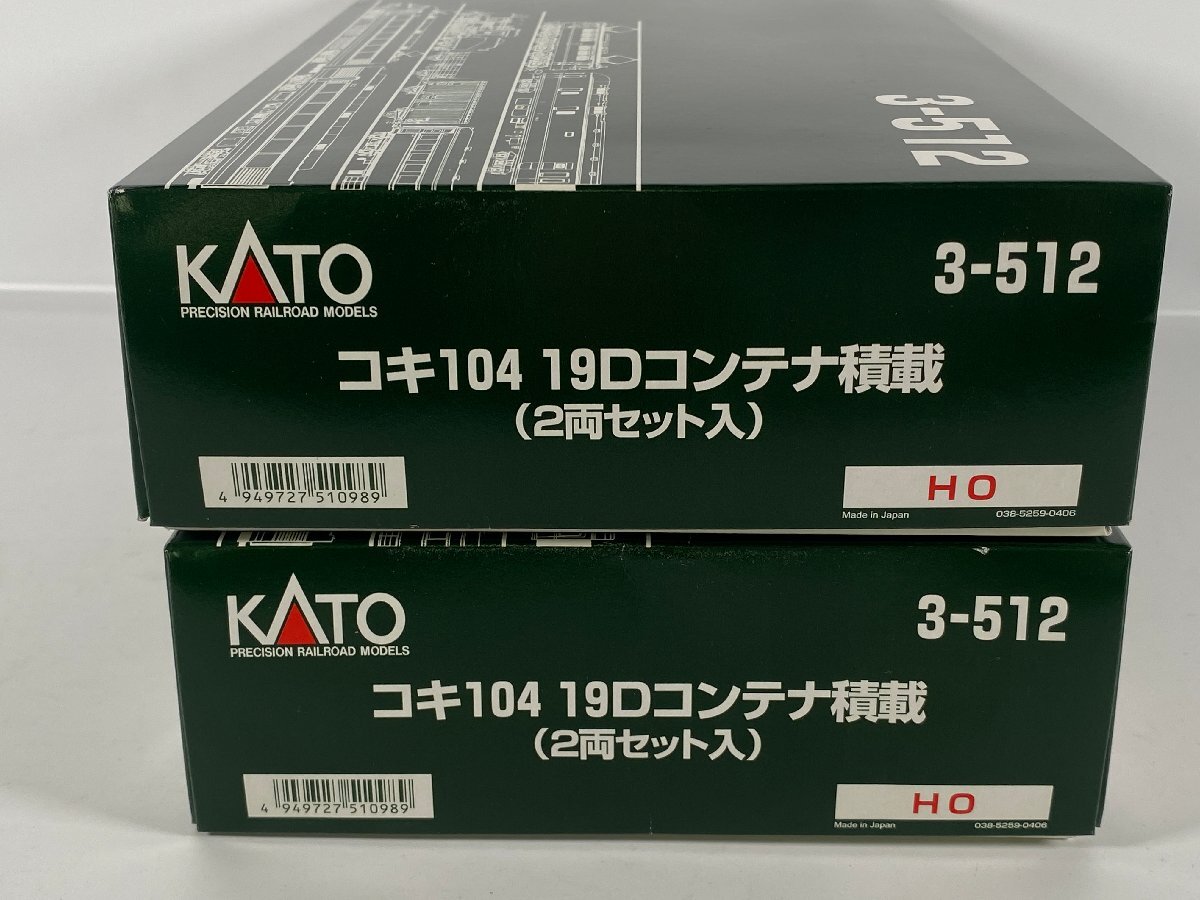 3-512
KATO
PRECISION RAILROAD MODELS
3-512
コキ104 19Dコンテナ積載
(2両セット入)
4 949727 510989
HO
Made in Japan
038-5259-0406
KATO
PRECISION RAILROAD MODELS
3-512
コキ104 19Dコンテナ積載
(2両セット入)
4 949727 510989
HO
Made in Japan
038-5259-0406